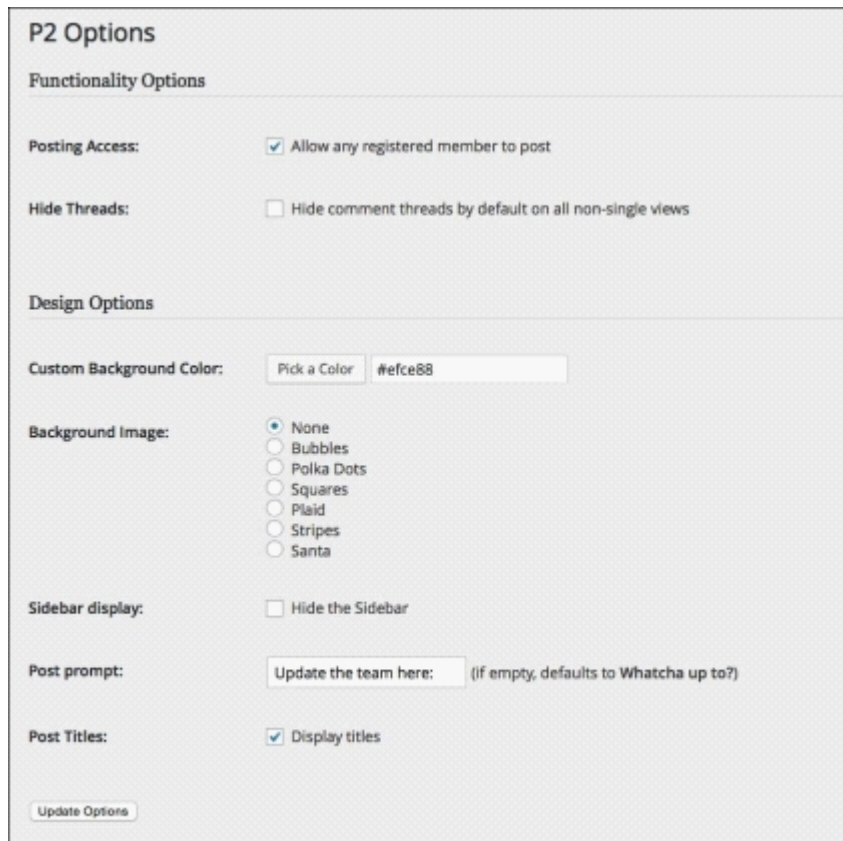 P2 Options
Functionality Options
Posting Access: Allow any registered member to post
Hide Threads: Hide comment threads by default on all non-single views
Design Options
Custom Background Color: Pick a Color #efce88
Background Image: None
Bubbles
Polka Dots
Squares
Plaid
Stripes
Santa
Sidebar display: Hide the Sidebar
Post prompt: Update the team here: (if empty, defaults to Whatcha up to?)
Post Titles: Display titles
Update Options